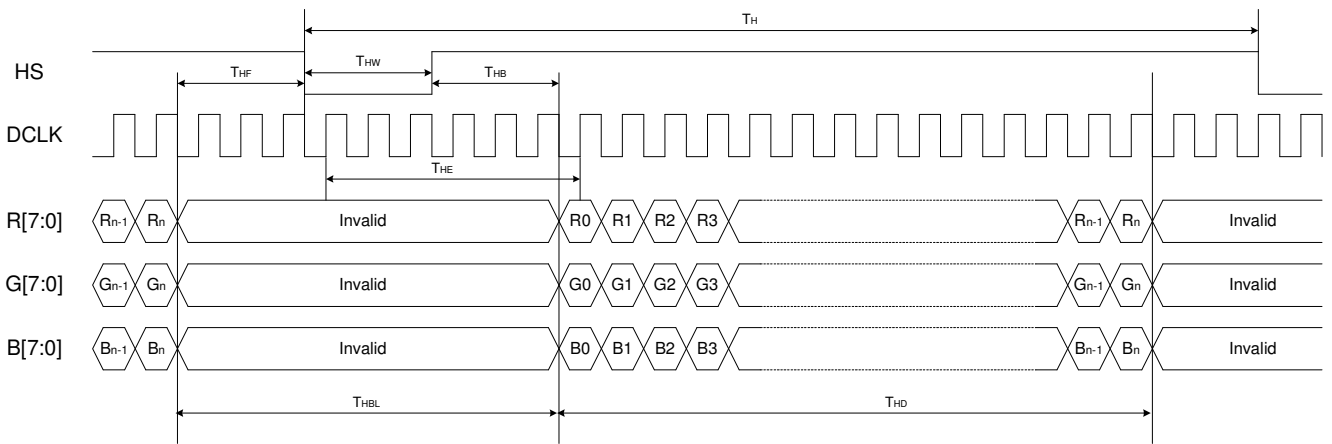 TH
HS
THF
THW
THB
DCLK
THE
R[7:0] Rn-1 Rn Invalid R0 R1 R2 R3 Rn-1 Rn Invalid
G[7:0] Gn-1 Gn Invalid G0 G1 G2 G3 Gn-1 Gn Invalid
B[7:0] Bn-1 Bn Invalid B0 B1 B2 B3 Bn-1 Bn Invalid
THBL
THD